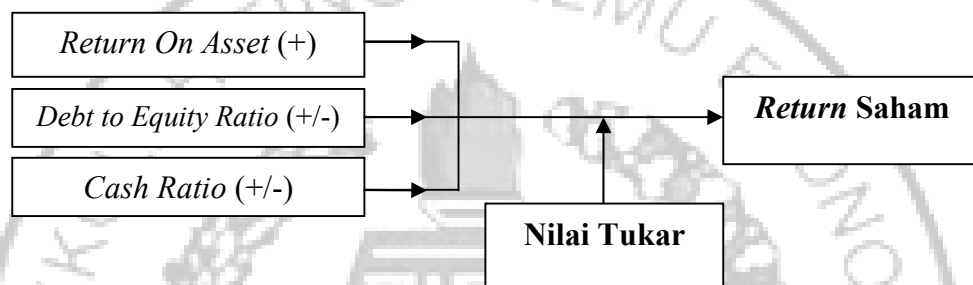 Return On Asset (+)
Debt to Equity Ratio (+/-)
Cash Ratio (+/-)
Return Saham
Nilai Tukar